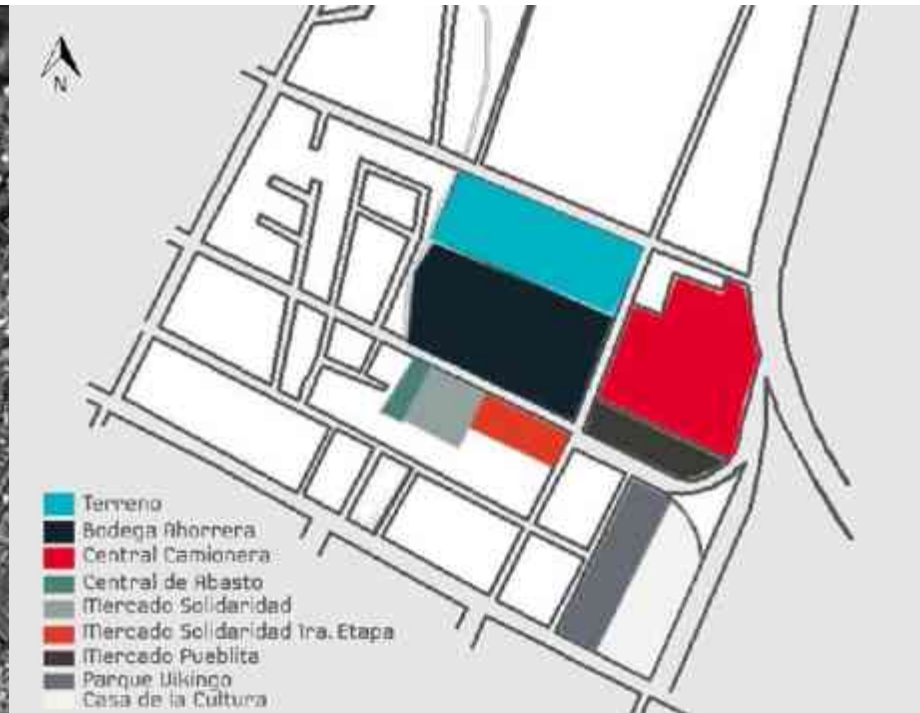 N
Terreno
Bodega Ahorrera
Central Camionera
Central de Abasto
Mercado Solidaridad
Mercado Solidaridad 1ra. Etapa
Mercado Pueblita
Parque Vikingo
Casa de la Cultura